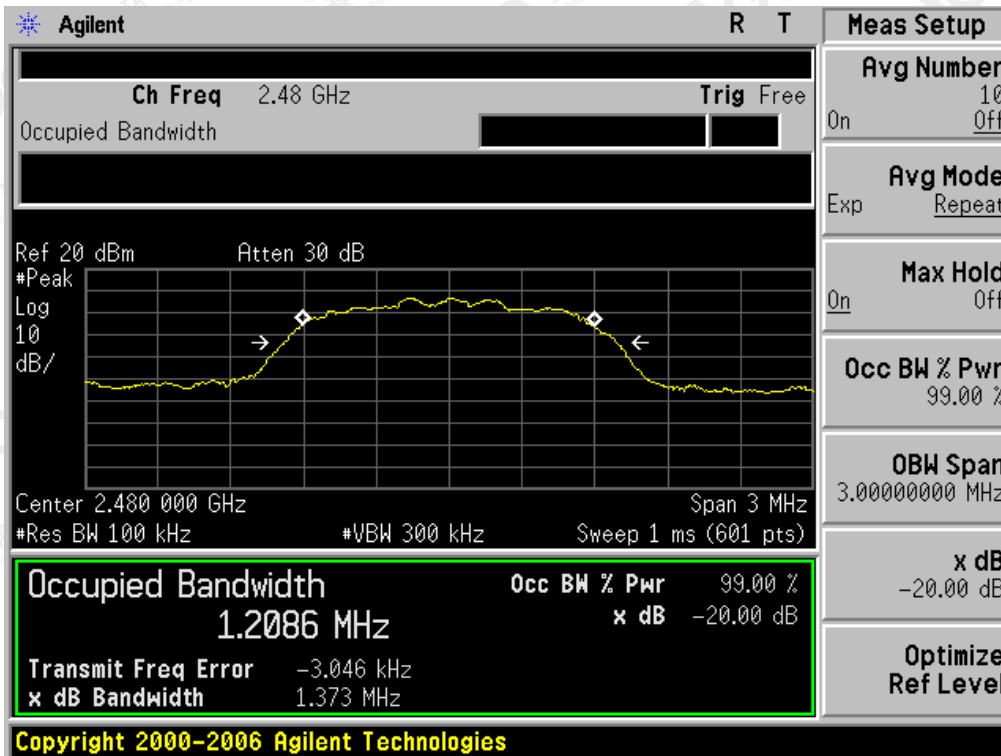 Agilent R T
Ch Freq 2.48 GHz Trig Free
Occupied Bandwidth
Ref 20 dBm Atten 30 dB
#Peak
Log
10
dB/
Center 2.480 000 GHz Span 3 MHz
#Res BW 100 kHz #VBW 300 kHz Sweep 1 ms (601 pts)
Occupied Bandwidth Occ BW % Pwr 99.00 %
1.2086 MHz x dB -20.00 dB
Transmit Freq Error -3.046 kHz
x dB Bandwidth 1.373 MHz
Copyright 2000-2006 Agilent Technologies
Meas Setup
Avg Number
10
On Off
Avg Mode
Exp Repeat
Max Hold
On Off
Occ BW % Pwr
99.00 %
OBW Span
3.00000000 MHz
x dB
-20.00 dB
Optimize
Ref Level